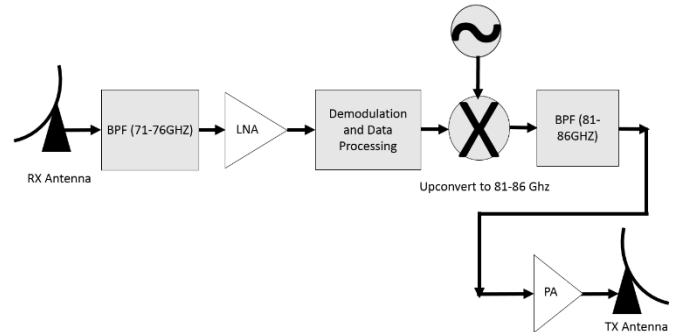 RX Antenna
BPF (71-76GHZ)
LNA
Demodulation
and Data
Processing
X
Upconvert to 81-86 Ghz
BPF (81-
86GHZ)
PA
TX Antenna